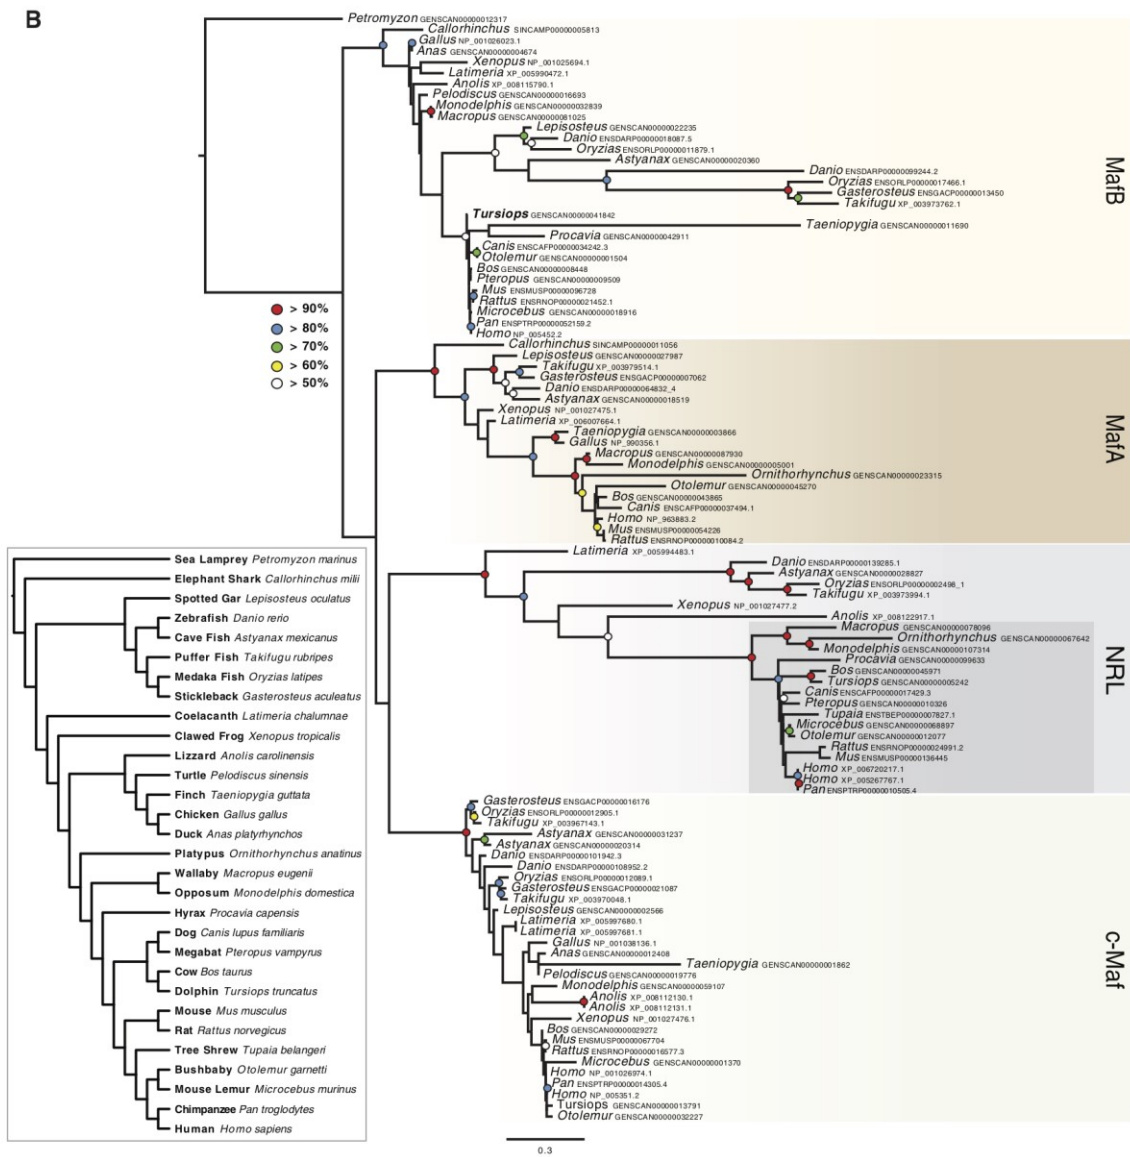 B
Petromyzon GENSCAN00000012317
Callorhinchus SINCAMP00000005813
Gallus NP_001026023.1
Anas GENSCAN00000004674
Xenopus NP_001025694.1
Latimeria XP_005990472.1
Anolis XP_008115790.1
Pelodiscus GENSCAN00000016693
Monodelphis GENSCAN00000032839
Macropus GENSCAN00000081025
Lepisosteus GENSCAN00000022235
Danio ENSDARP00000018087.5
Oryzias ENSORLP00000011879.1
Astyanax GENSCAN00000020360
Danio ENSDARP00000099244.2
Oryzias ENSORLP00000017466.1
Gasterosteus ENSGACP00000013450
Takifugu XP_003973762.1
Tursiops GENSCAN00000041842
Taeniopygia GENSCAN00000011690
Procavia GENSCAN00000042911
Canis ENSCAFP00000034242.3
Otolemur GENSCAN00000001504
Bos GENSCAN00000008448
Pteropus GENSCAN00000009509
Mus ENSMUSP00000096728
Rattus ENSRNOP00000021452.1
Microcebus GENSCAN00000018916
Pan ENSPTRP00000052159.2
Homo NP_005452.2
MafB
> 90%
> 80%
> 70%
> 60%
> 50%
Callorhinchus SINCAMP00000011056
Lepisosteus GENSCAN00000027987
Takifugu XP_003979514.1
Gasterosteus ENSGACP00000007062
Danio ENSDARP00000064832_4
Astyanax GENSCAN00000018519
Xenopus NP_001027475.1
Latimeria XP_006007664.1
Taeniopygia GENSCAN00000003866
Gallus NP_990356.1
Macropus GENSCAN00000087930
Monodelphis GENSCAN00000005001
Ornithorhynchus GENSCAN00000023315
Otolemur GENSCAN00000045270
Bos GENSCAN00000043865
Canis ENSCAFP00000037494.1
Homo NP_963883.2
Mus ENSMUSP00000054226
Rattus ENSRNOP00000010084.2
MafA
Latimeria XP_005994483.1
Danio ENSDARP00000139285.1
Astyanax GENSCAN00000028827
Oryzias ENSORLP00000002498_1
Takifugu XP_003973994.1
Xenopus NP_001027477.2
Anolis XP_008122917.1
Macropus GENSCAN00000078096
Ornithorhynchus GENSCAN00000067642
Monodelphis GENSCAN00000107314
Procavia GENSCAN00000099633
Bos GENSCAN00000045971
Tursiops GENSCAN00000005242
Canis ENSCAFP00000017429.3
Pteropus GENSCAN00000010326
Tupaia ENSTBEP00000007827.1
Microcebus GENSCAN00000068897
Otolemur GENSCAN00000012077
Rattus ENSRNOP00000024991.2
Mus ENSMUSP00000136445
Homo XP_006720217.1
Homo XP_005267767.1
Pan ENSPTRP00000010505.4
NRL
Gasterosteus ENSGACP00000016176
Oryzias ENSORLP00000012905.1
Takifugu XP_003967143.1
Astyanax GENSCAN00000031237
Astyanax GENSCAN00000020314
Danio ENSDARP00000101942.3
Danio ENSDARP00000108952.2
Oryzias ENSORLP00000012089.1
Gasterosteus ENSGACP00000021087
Takifugu XP_003970048.1
Lepisosteus GENSCAN00000002566
Latimeria XP_005997680.1
Latimeria XP_005997681.1
Gallus NP_001038136.1
Anas GENSCAN00000012408
Taeniopygia GENSCAN00000001862
Pelodiscus GENSCAN00000019776
Monodelphis GENSCAN00000059107
Anolis XP_008112130.1
Anolis XP_008112131.1
Xenopus NP_001027476.1
Bos GENSCAN00000029272
Mus ENSMUSP00000067704
Rattus ENSRNOP00000016577.3
Microcebus GENSCAN00000001370
Homo NP_001026974.1
Pan ENSPTRP00000014305.4
Homo NP_005351.2
Tursiops GENSCAN00000013791
Otolemur GENSCAN00000032227
c-Maf
0.3
Sea Lamprey Petromyzon marinus
Elephant Shark Callorhinchus milii
Spotted Gar Lepisosteus oculatus
Zebrafish Danio rerio
Cave Fish Astyanax mexicanus
Puffer Fish Takifugu rubripes
Medaka Fish Oryzias latipes
Stickleback Gasterosteus aculeatus
Coelacanth Latimeria chalumnae
Clawed Frog Xenopus tropicalis
Lizzard Anolis carolinensis
Turtle Pelodiscus sinensis
Finch Taeniopygia guttata
Chicken Gallus gallus
Duck Anas platyrhynchos
Platypus Ornithorhynchus anatinus
Wallaby Macropus eugenii
Opposum Monodelphis domestica
Hyrax Procavia capensis
Dog Canis lupus familiaris
Megabat Pteropus vampyrus
Cow Bos taurus
Dolphin Tursiops truncatus
Mouse Mus musculus
Rat Rattus norvegicus
Tree Shrew Tupaia belangeri
Bushbaby Otolemur garnetti
Mouse Lemur Microcebus murinus
Chimpanzee Pan troglodytes
Human Homo sapiens